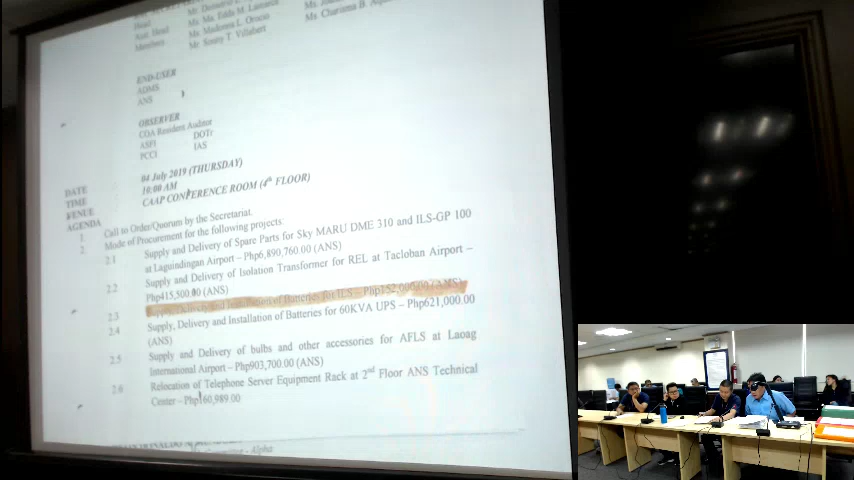 Head
Members
Ms. Ma. Edda M. Lasmires
Ms. Madonna L. Orosio
Mr. Sonny T. Villabert
Ms. Charisma B.
END-USER
ADMS
ANS
OBSERVER
COA Resident Auditor
ASFI DOTr
PCCI IAS
DATE 04 July 2019 (THURSDAY)
TIME 10:00 AM
VENUE CAAP CONFERENCE ROOM (4th FLOOR)
AGENDA
1. Call to Order/Quorum by the Secretariat.
2. Mode of Procurement for the following projects:
2.1 Supply and Delivery of Spare Parts for Sky MARU DME 310 and ILS-GP 100
at Laguindingan Airport – Php6,890,760.00 (ANS)
2.2 Supply and Delivery of Isolation Transformer for REL at Tacloban Airport –
Php415,500.00 (ANS)
2.3 Supply, Delivery and Installation of Batteries for ILS – Php152,000.00 (ANS)
2.4 Supply, Delivery and Installation of Batteries for 60KVA UPS – Php621,000.00
(ANS)
2.5 Supply and Delivery of bulbs and other accessories for AFLS at Laoag
International Airport – Php903,700.00 (ANS)
2.6 Relocation of Telephone Server Equipment Rack at 2nd Floor ANS Technical
Center – Php160,989.00